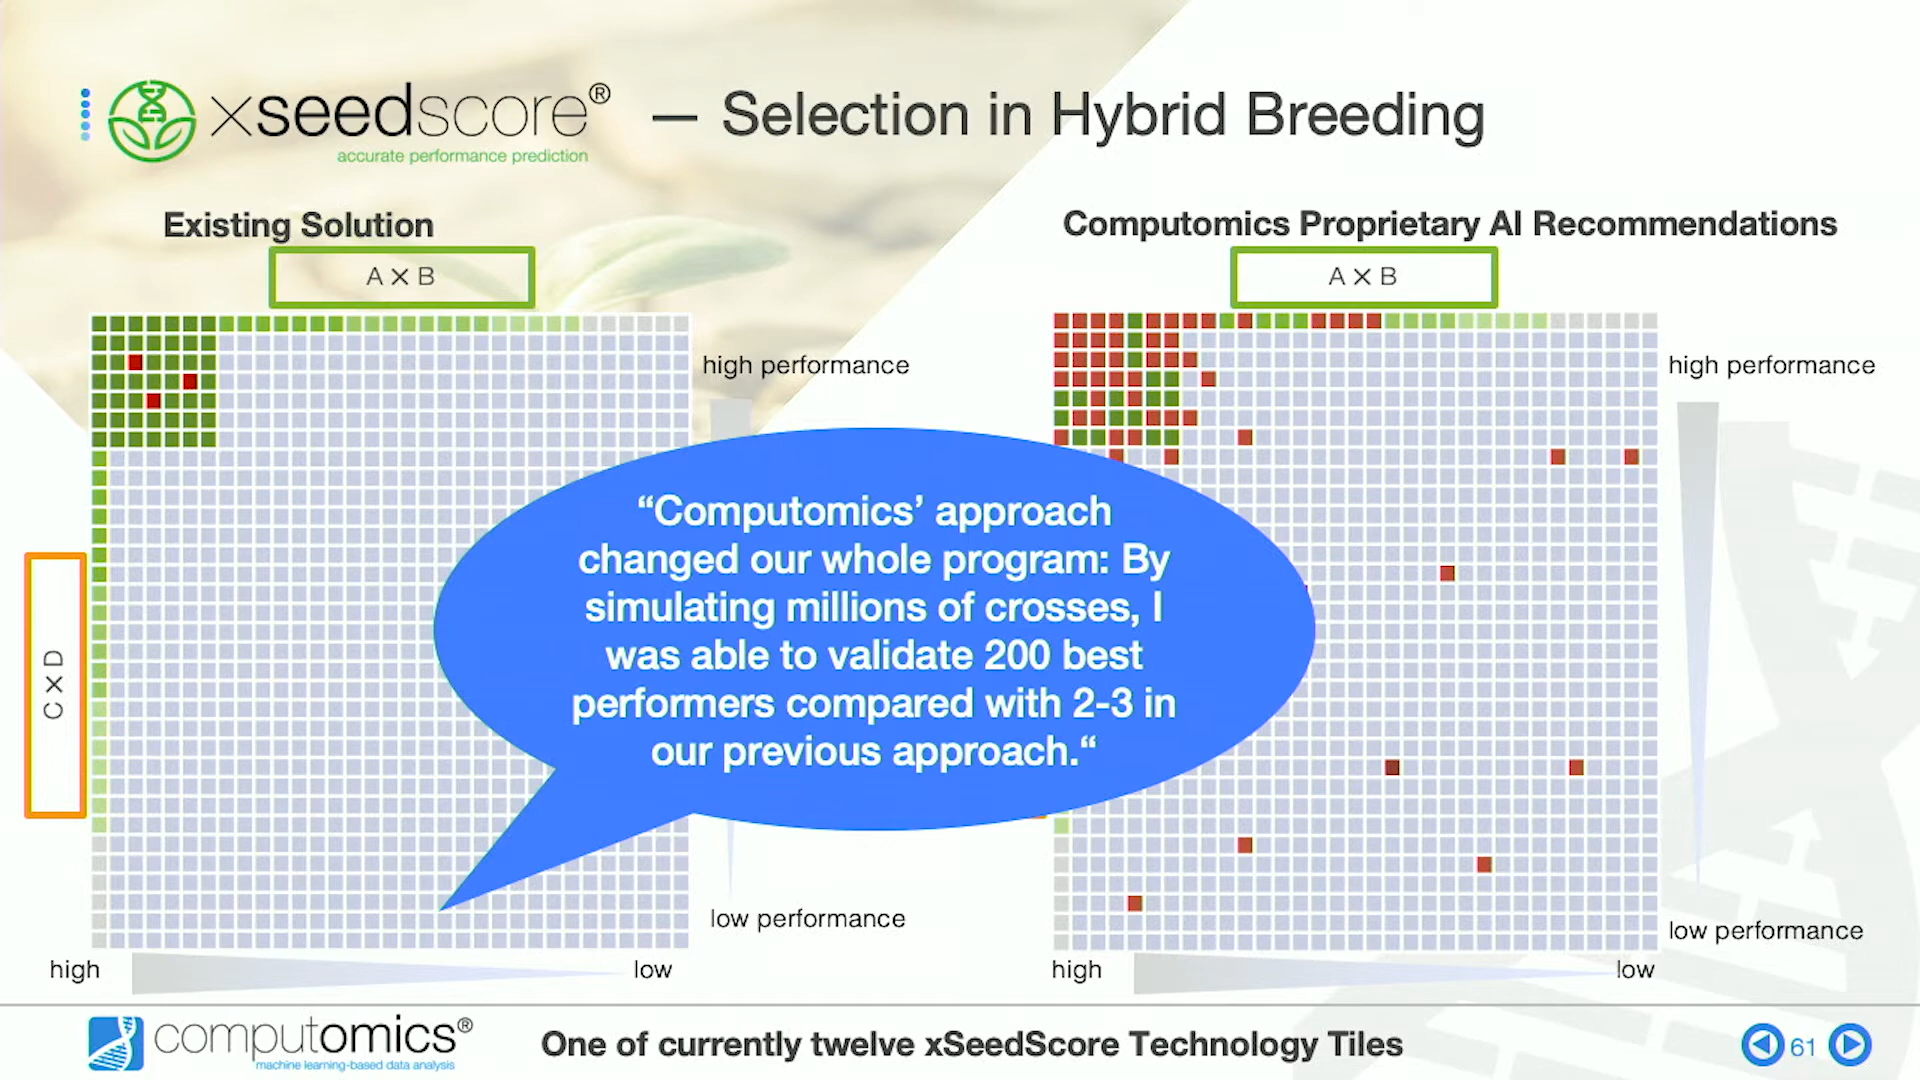 xseedscore®
accurate performance prediction
— Selection in Hybrid Breeding
Existing Solution
A X B
C X D
high performance
low performance
high
low
Computomics Proprietary AI Recommendations
A X B
high performance
low performance
high
low
“Computomics’ approach
changed our whole program: By
simulating millions of crosses, I
was able to validate 200 best
performers compared with 2-3 in
our previous approach.“
computomics®
machine learning-based data analysis
One of currently twelve xSeedScore Technology Tiles
61